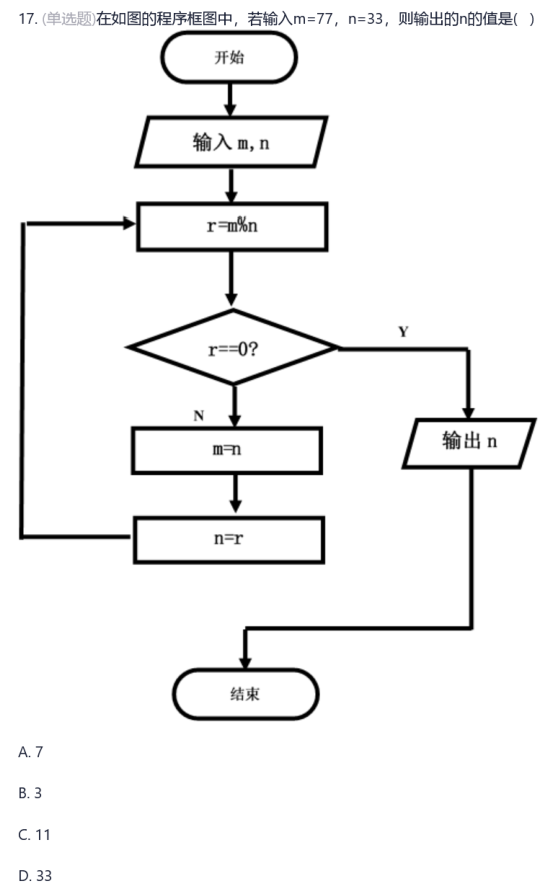 17. (单选题)在如图的程序框图中，若输入m=77，n=33，则输出的n的值是(   )
开始
输入 m,n
r=m%n
r==0?
Y
N
m=n
输出 n
n=r
结束
A. 7
B. 3
C. 11
D. 33